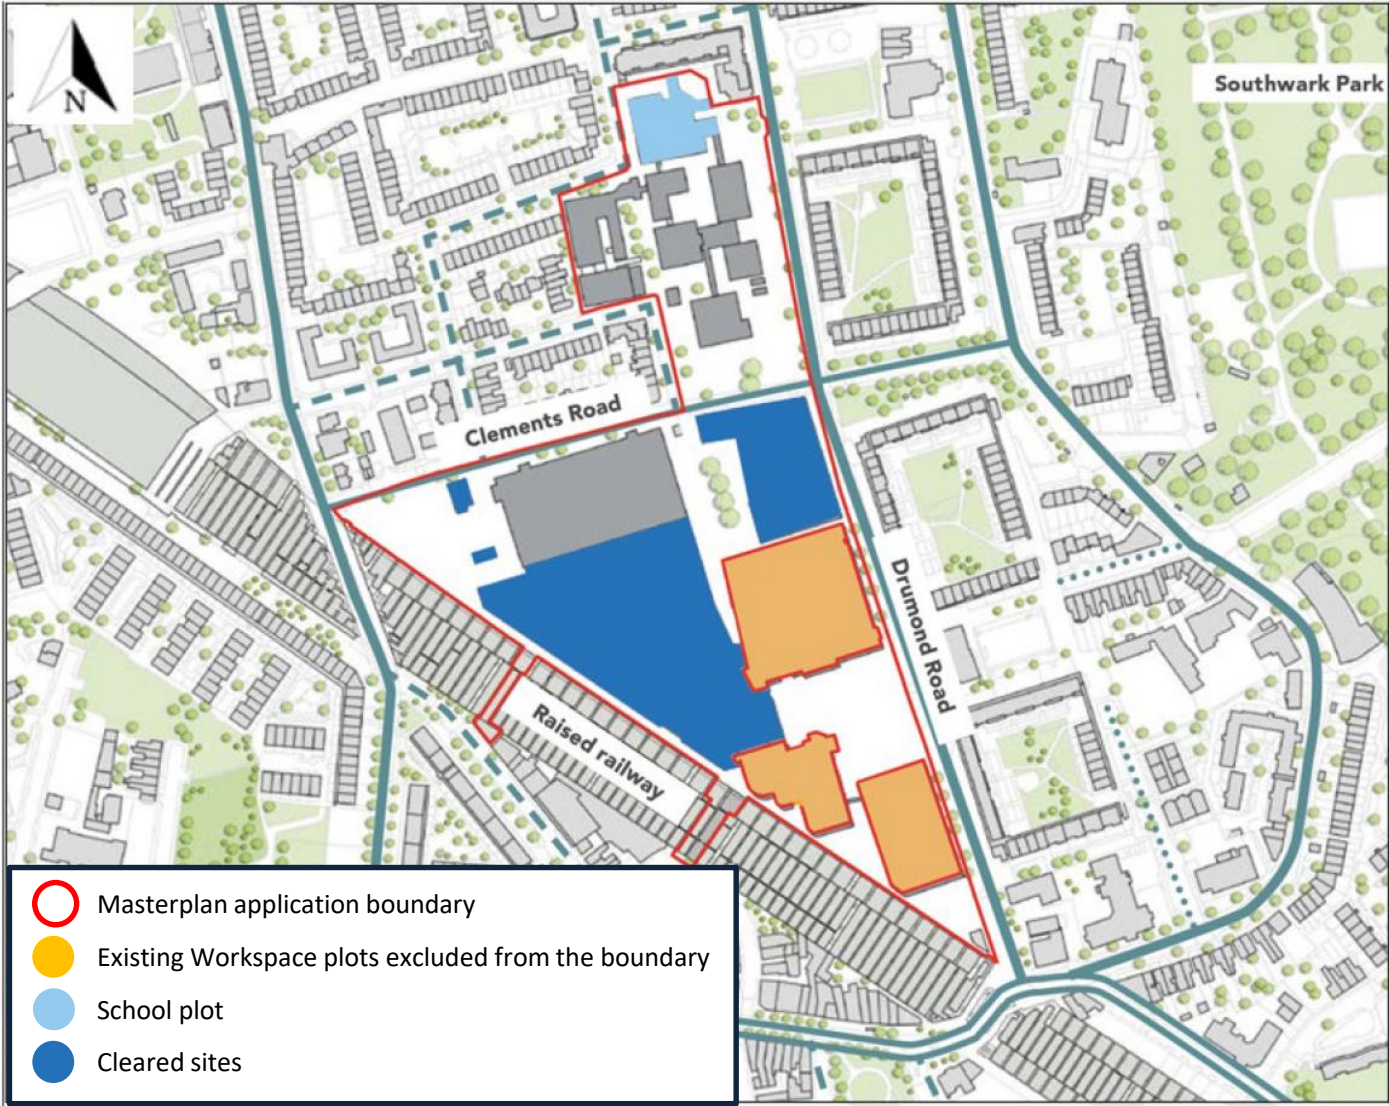 N
Southwark Park
Clements Road
Drumond Road
Raised railway
Masterplan application boundary
Existing Workspace plots excluded from the boundary
School plot
Cleared sites